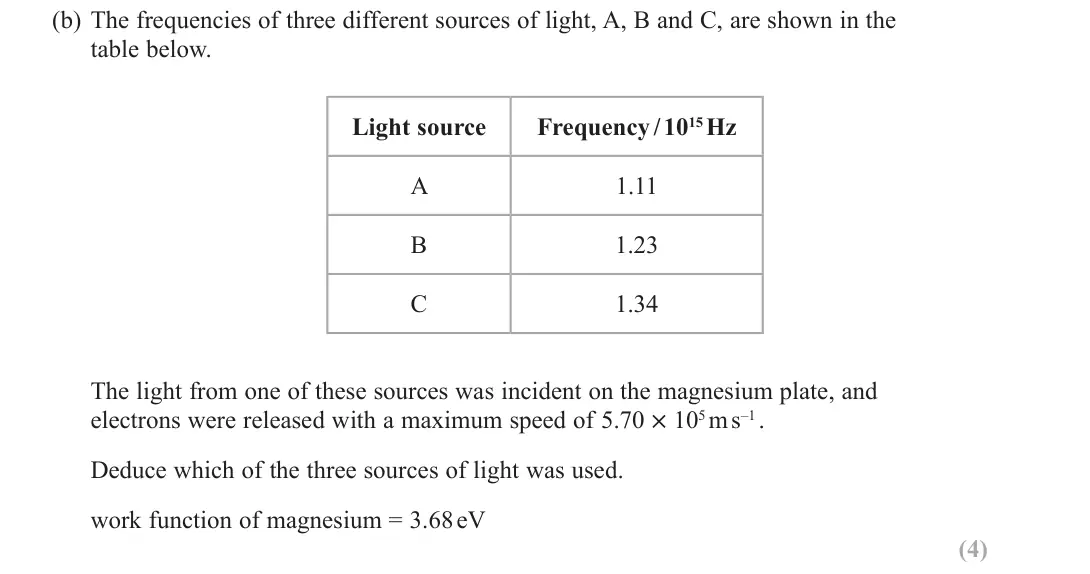 (b) The frequencies of three different sources of light, A, B and C, are shown in the
table below.
Light source Frequency / 10¹⁵ Hz
A 1.11
B 1.23
C 1.34
The light from one of these sources was incident on the magnesium plate, and
electrons were released with a maximum speed of 5.70 × 10⁵ m s⁻¹.
Deduce which of the three sources of light was used.
work function of magnesium = 3.68 eV
(4)